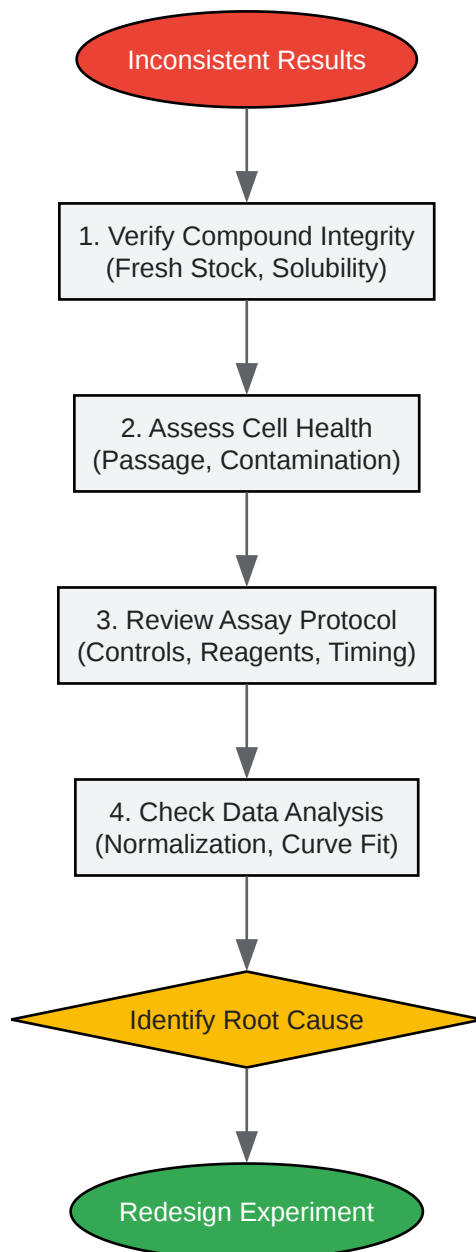 Inconsistent Results
1. Verify Compound Integrity
(Fresh Stock, Solubility)
2. Assess Cell Health
(Passage, Contamination)
3. Review Assay Protocol
(Controls, Reagents, Timing)
4. Check Data Analysis
(Normalization, Curve Fit)
Identify Root Cause
Redesign Experiment